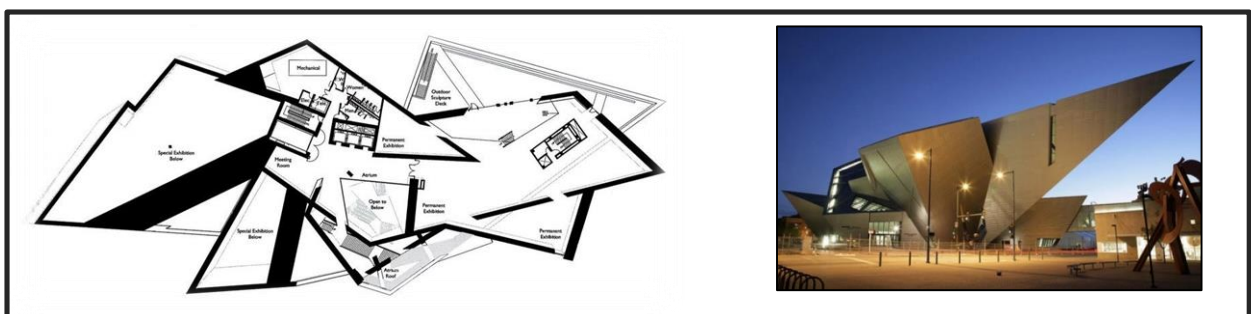 Mechanical
Women
Men
Outdoor
Sculpture
Deck
Permanent
Exhibition
Special Exhibition
Below
Meeting
Room
Atrium
Open to
Below
Permanent
Exhibition
Special Exhibition
Below
Permanent
Exhibition
Atrium
Roof